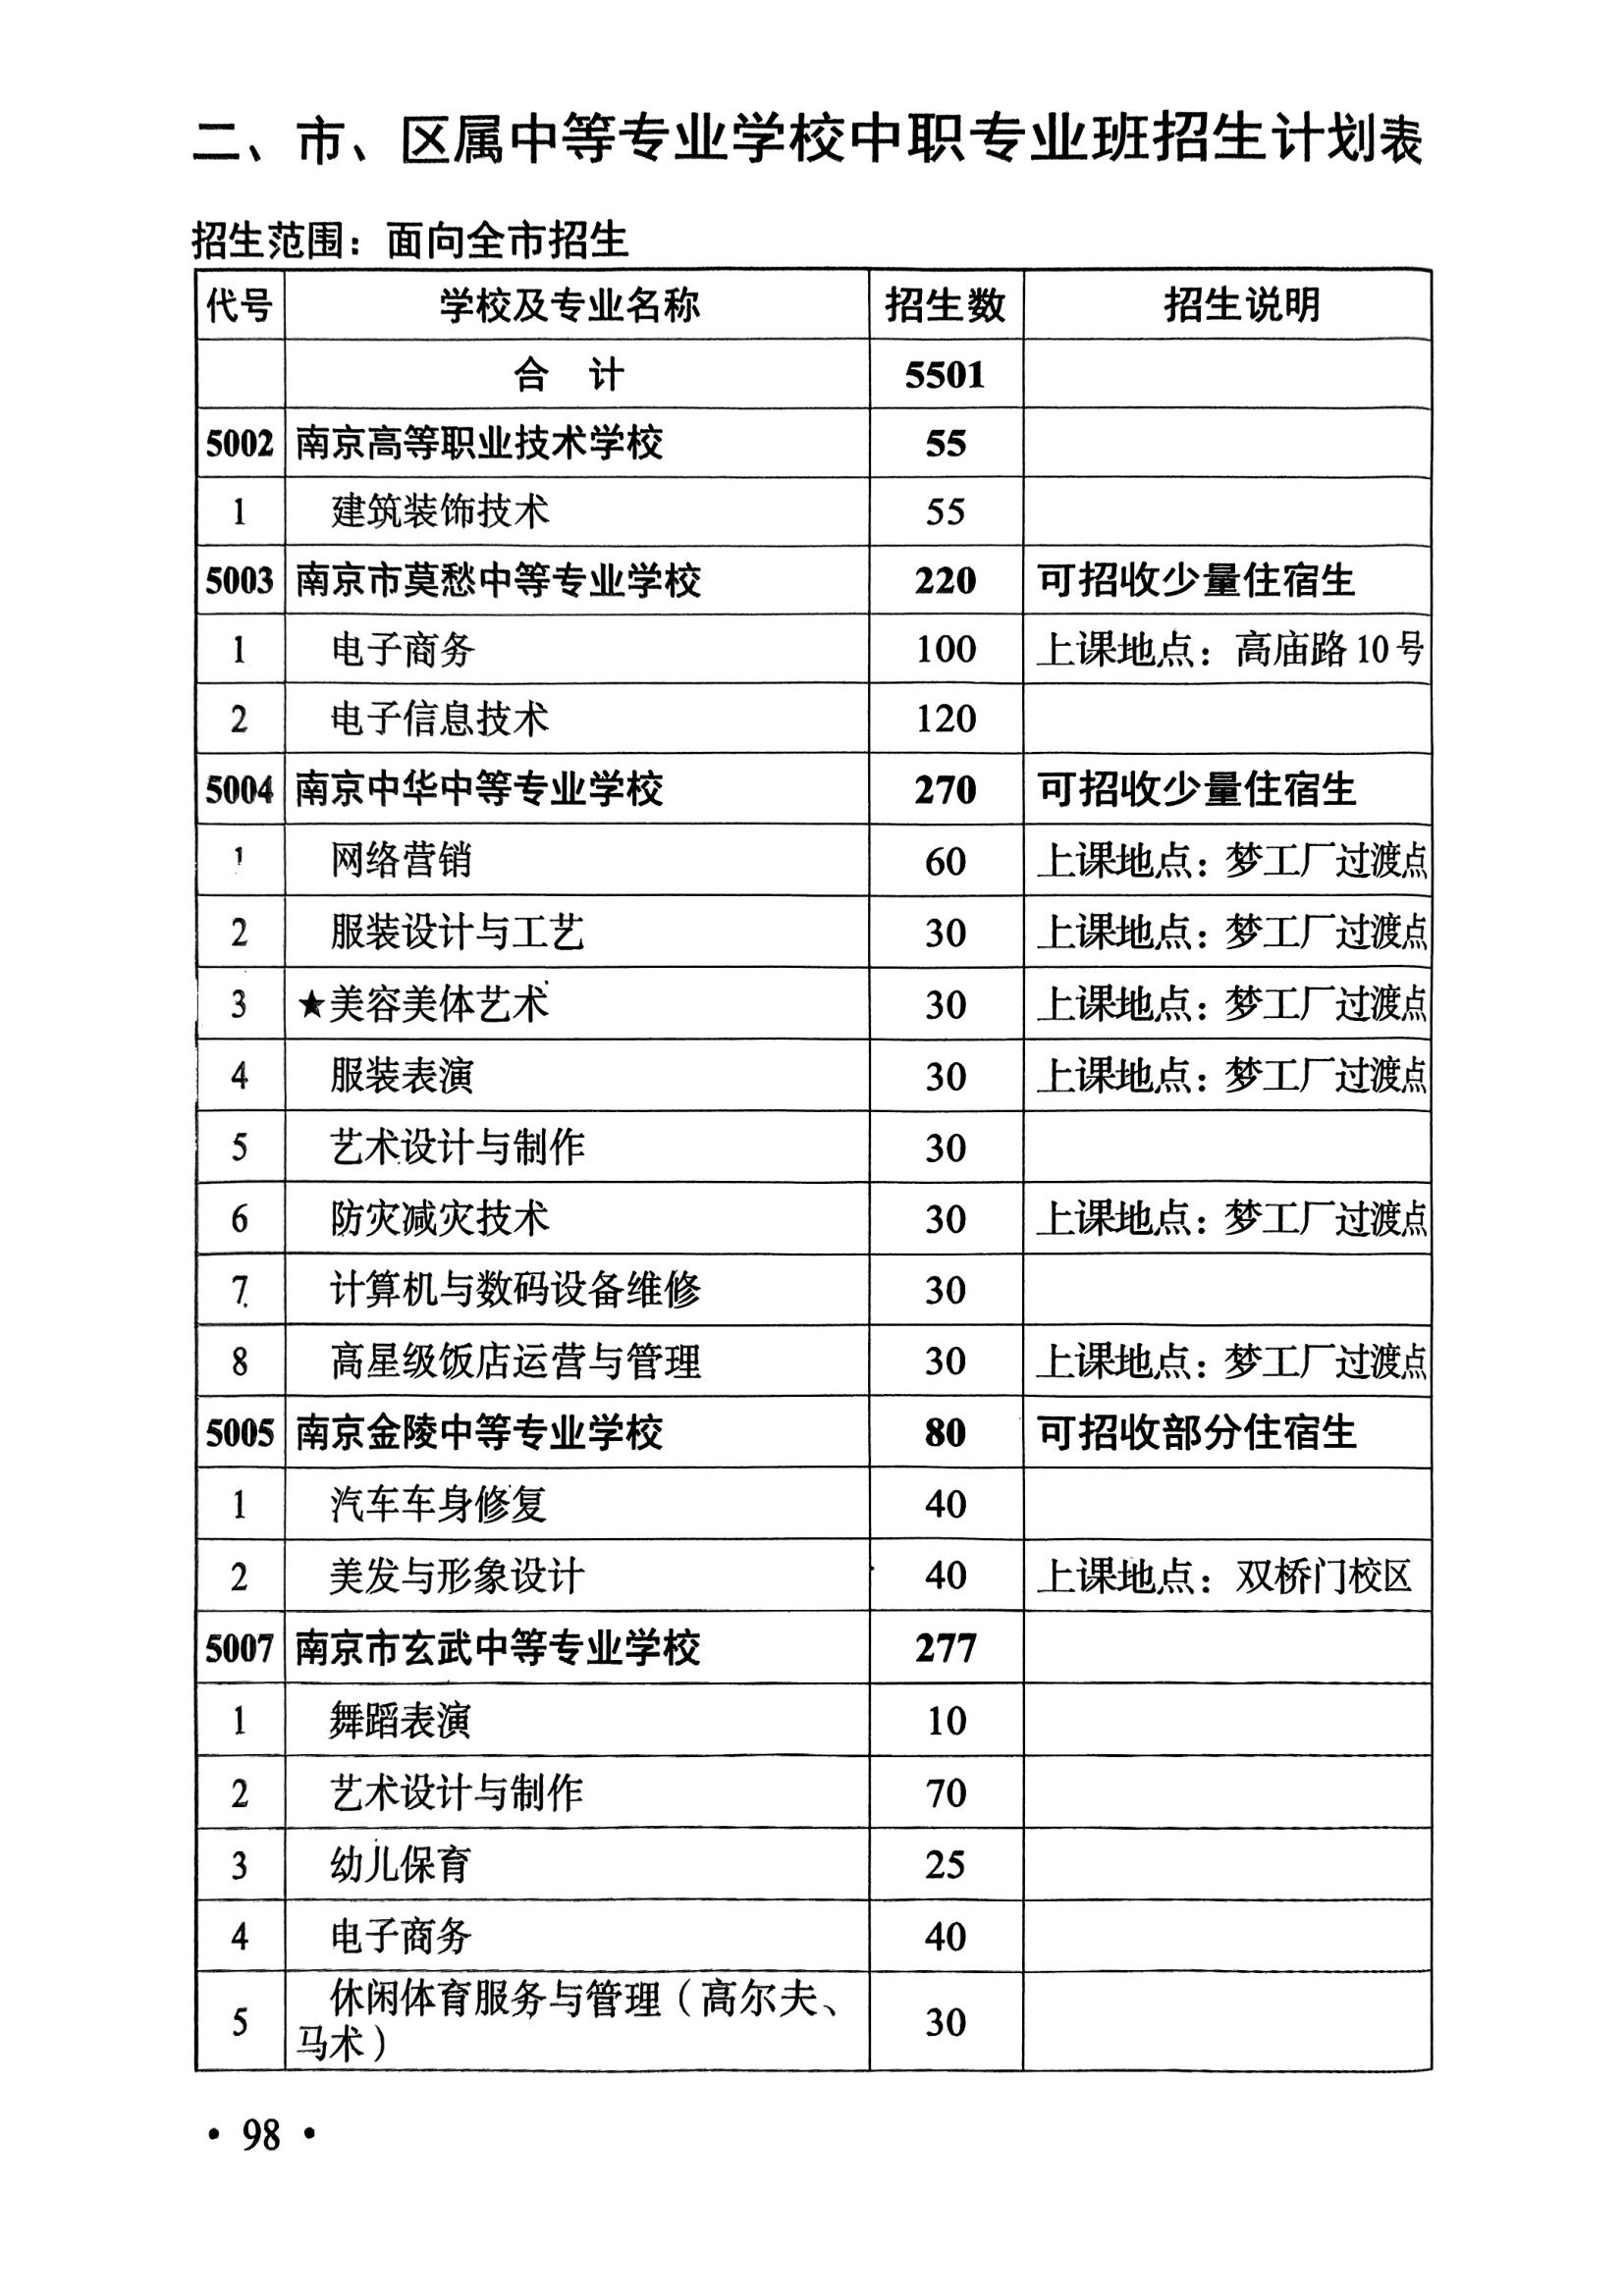 二、市、区属中等专业学校中职专业班招生计划表
招生范围：面向全市招生
代号 学校及专业名称 招生数 招生说明
合 计 5501
5002 南京高等职业技术学校 55
1 建筑装饰技术 55
5003 南京市莫愁中等专业学校 220 可招收少量住宿生
1 电子商务 100 上课地点：高庙路10号
2 电子信息技术 120
5004 南京中华中等专业学校 270 可招收少量住宿生
1 网络营销 60 上课地点：梦工厂过渡点
2 服装设计与工艺 30 上课地点：梦工厂过渡点
3 ★美容美体艺术 30 上课地点：梦工厂过渡点
4 服装表演 30 上课地点：梦工厂过渡点
5 艺术设计与制作 30
6 防灾减灾技术 30 上课地点：梦工厂过渡点
7 计算机与数码设备维修 30
8 高星级饭店运营与管理 30 上课地点：梦工厂过渡点
5005 南京金陵中等专业学校 80 可招收部分住宿生
1 汽车车身修复 40
2 美发与形象设计 40 上课地点：双桥门校区
5007 南京市玄武中等专业学校 277
1 舞蹈表演 10
2 艺术设计与制作 70
3 幼儿保育 25
4 电子商务 40
5 休闲体育服务与管理（高尔夫、 30
马术）
· 98 ·